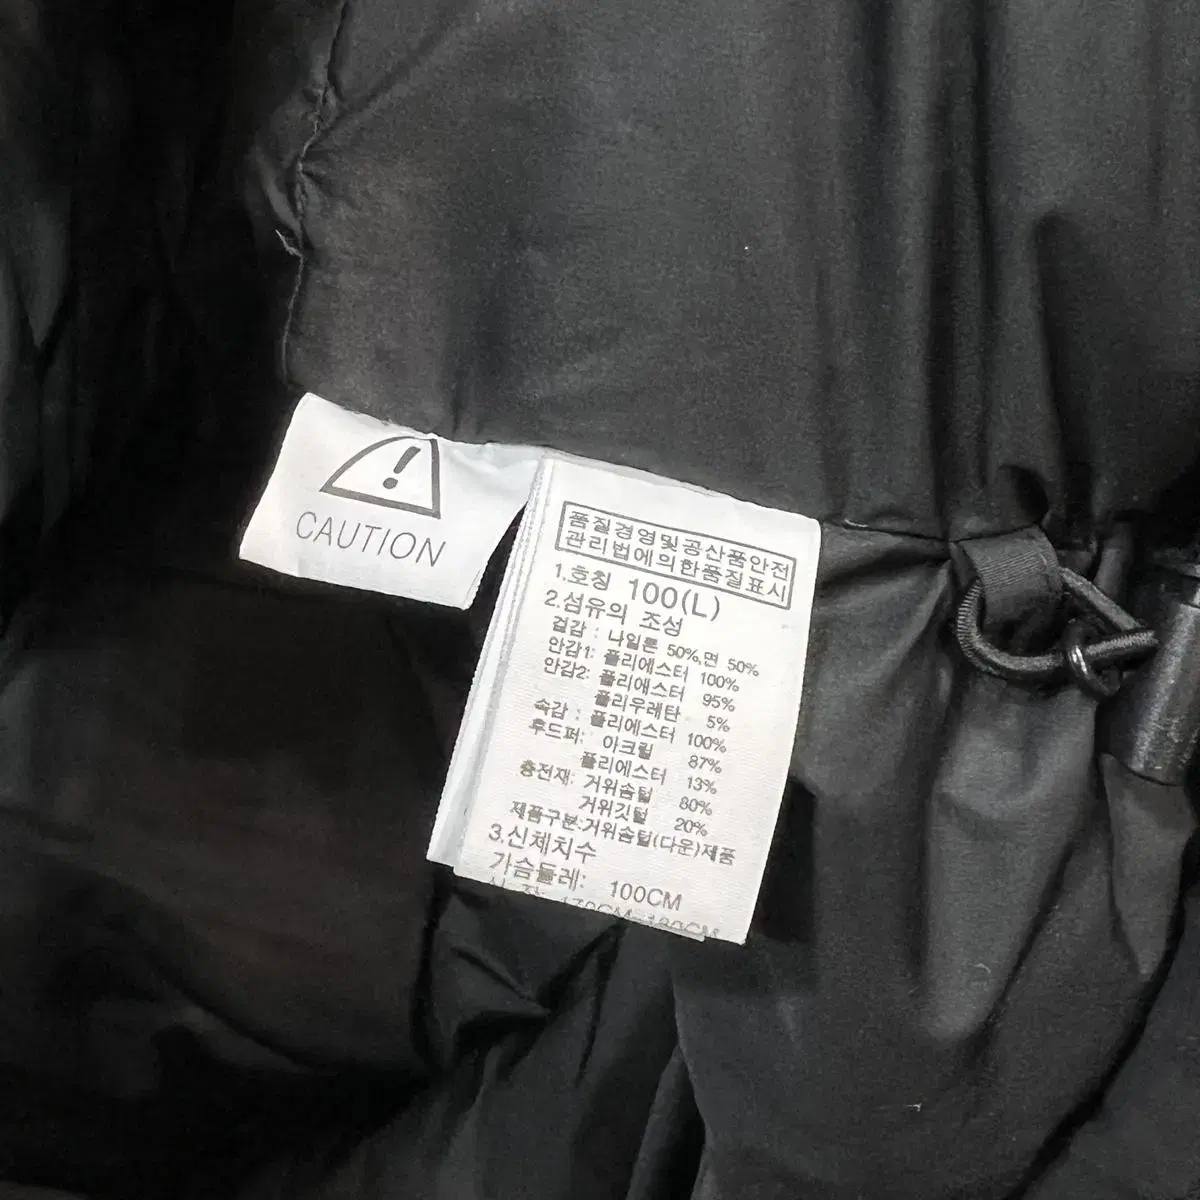 CAUTION
품질경영및공산품안전
관리법에의한품질표시
1.호칭 100(L)
2.섬유의 조성
겉감 : 나일론 50%,면 50%
안감1: 폴리에스터 100%
안감2: 폴리에스터 95%
폴리우레탄 5%
속감 : 폴리에스터 100%
후드퍼: 아크릴 87%
폴리에스터 13%
충전재: 거위솜털 80%
거위깃털 20%
제품구분:거위솜털(다운)제품
3.신체치수
가슴둘레: 100CM